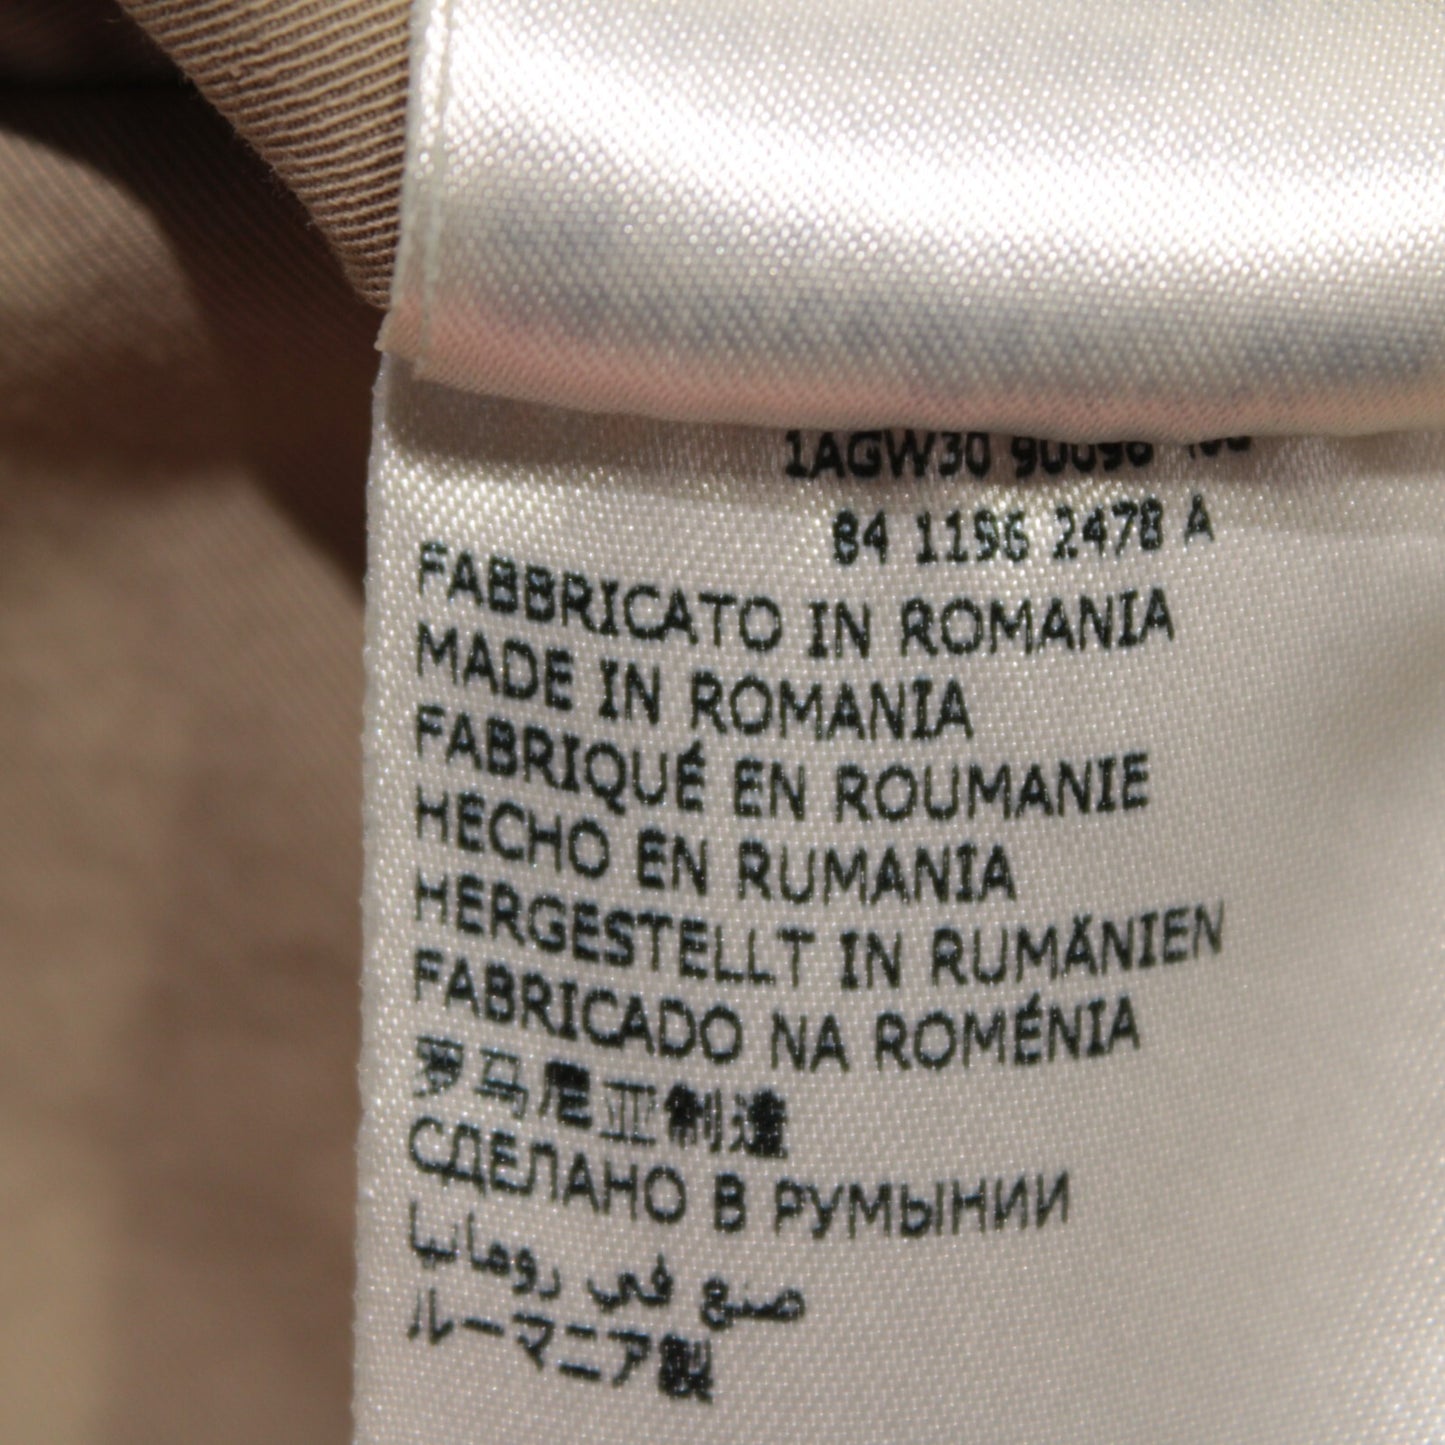 1AGW30 90096
84 1196 2478 A
FABBRICATO IN ROMANIA
MADE IN ROMANIA
FABRIQUÉ EN ROUMANIE
HECHO EN RUMANIA
HERGESTELLT IN RUMÄNIEN
FABRICADO NA ROMÉNIA
罗马尼亚制造
СДЕЛАНО В РУМЫНИИ
صنع في رومانيا
ルーマニア製